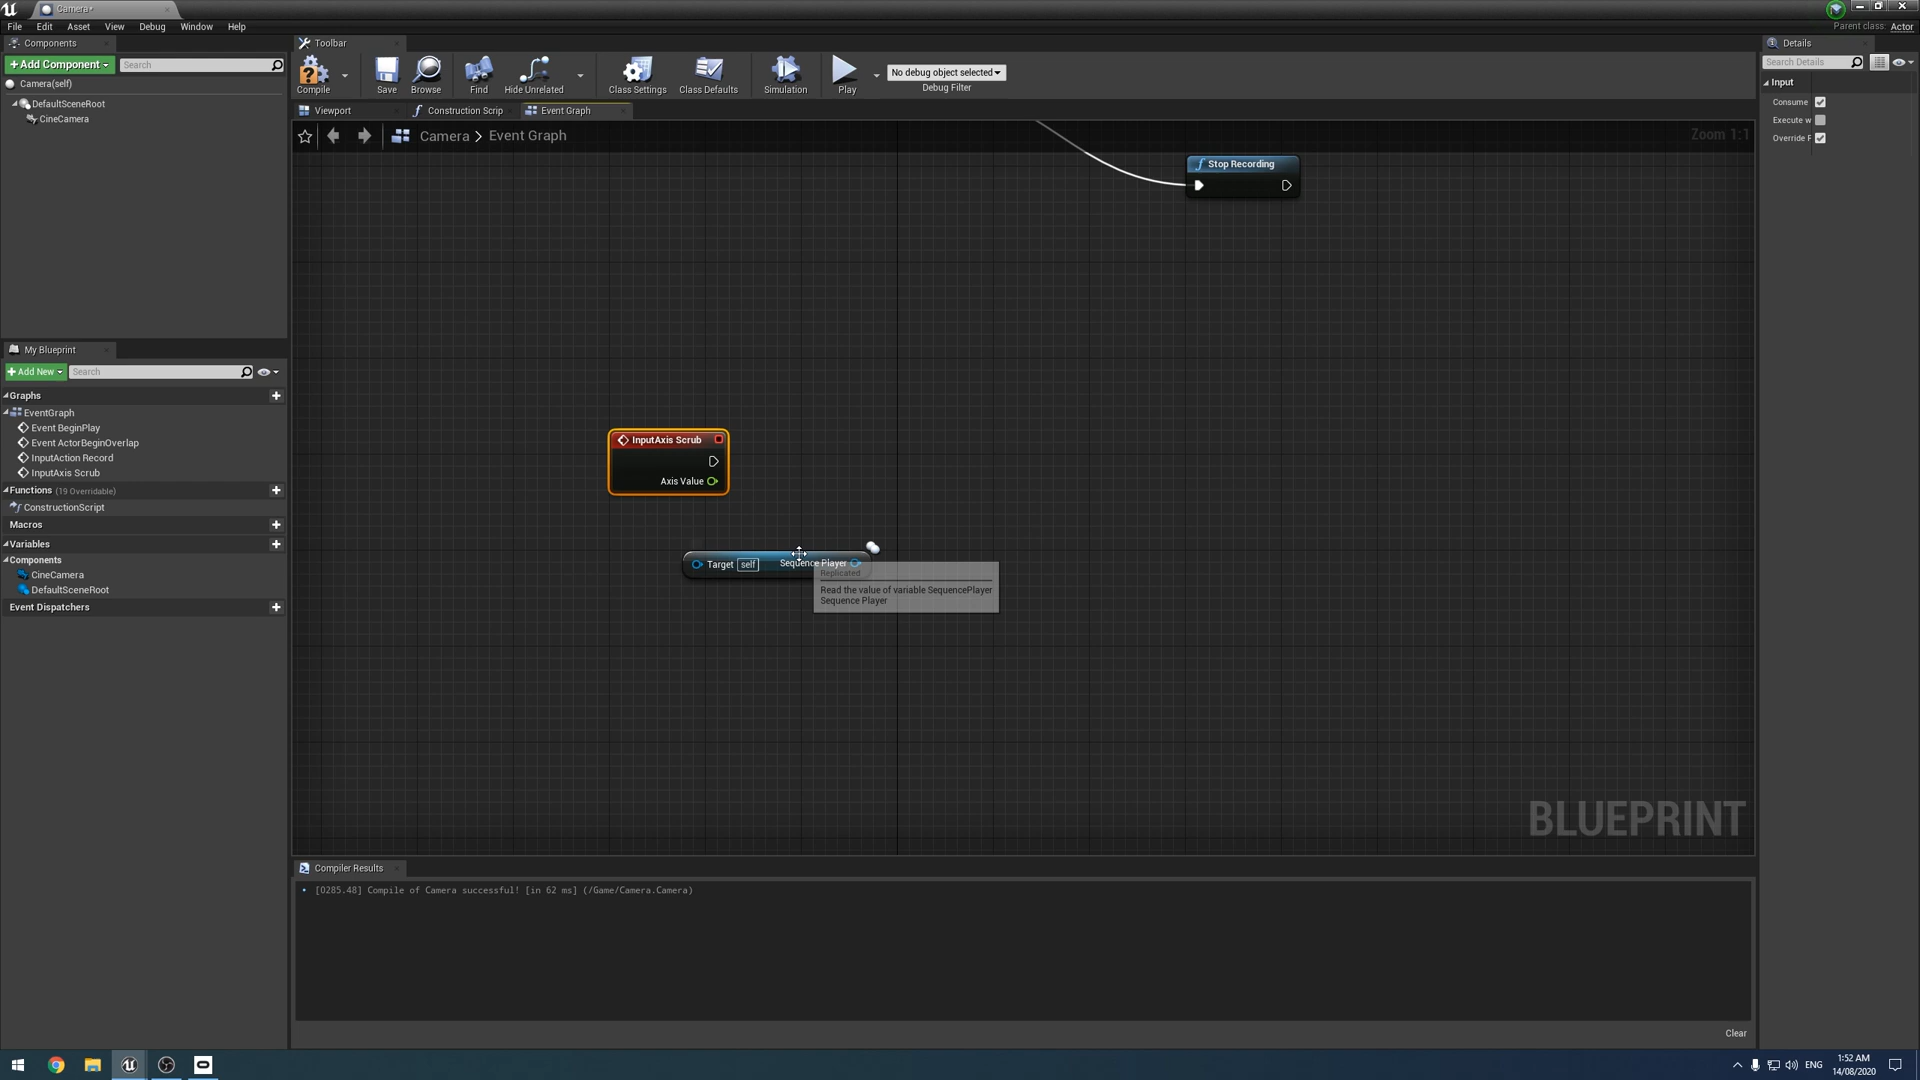 Camera*
File Edit Asset View Debug Window Help
Parent class: Actor
Components
+ Add Component
Search
Camera(self)
DefaultSceneRoot
CineCamera
My Blueprint
+ Add New
Search
Graphs
EventGraph
Event BeginPlay
Event ActorBeginOverlap
InputAction Record
InputAxis Scrub
Functions (19 Overridable)
ConstructionScript
Macros
Variables
Components
CineCamera
DefaultSceneRoot
Event Dispatchers
Toolbar
Compile Save Browse Find Hide Unrelated Class Settings Class Defaults Simulation Play
No debug object selected
Debug Filter
Viewport
Construction Scrip
Event Graph
Camera > Event Graph
Zoom 1:1
Stop Recording
InputAxis Scrub
Axis Value
Target self
Sequence Player
Replicated
Read the value of variable SequencePlayer
Sequence Player
BLUEPRINT
Compiler Results
[0285.48] Compile of Camera successful! [in 62 ms] (/Game/Camera.Camera)
Clear
Details
Search Details
Input
Consume
Execute w
Override F
ENG
1:52 AM
14/08/2020